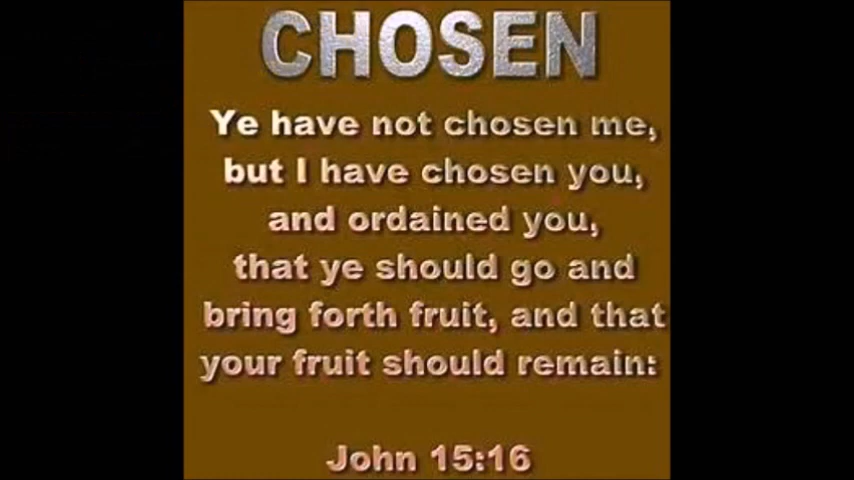 CHOSEN
Ye have not chosen me,
but I have chosen you,
and ordained you,
that ye should go and
bring forth fruit, and that
your fruit should remain:
John 15:16